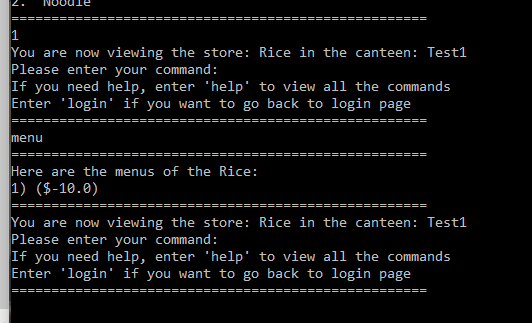 2. Noodle
====================================================
1
You are now viewing the store: Rice in the canteen: Test1
Please enter your command:
If you need help, enter 'help' to view all the commands
Enter 'login' if you want to go back to login page
====================================================
menu
====================================================
Here are the menus of the Rice:
1) ($-10.0)
====================================================
You are now viewing the store: Rice in the canteen: Test1
Please enter your command:
If you need help, enter 'help' to view all the commands
Enter 'login' if you want to go back to login page
====================================================